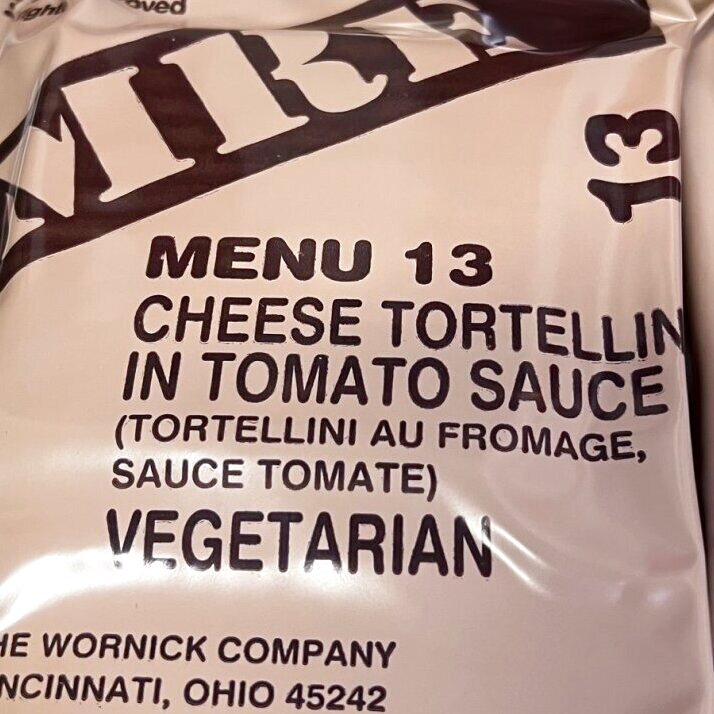 MRE
13
MENU 13
CHEESE TORTELLIN
IN TOMATO SAUCE
(TORTELLINI AU FROMAGE,
SAUCE TOMATE)
VEGETARIAN
HE WORNICK COMPANY
NCINNATI, OHIO 45242